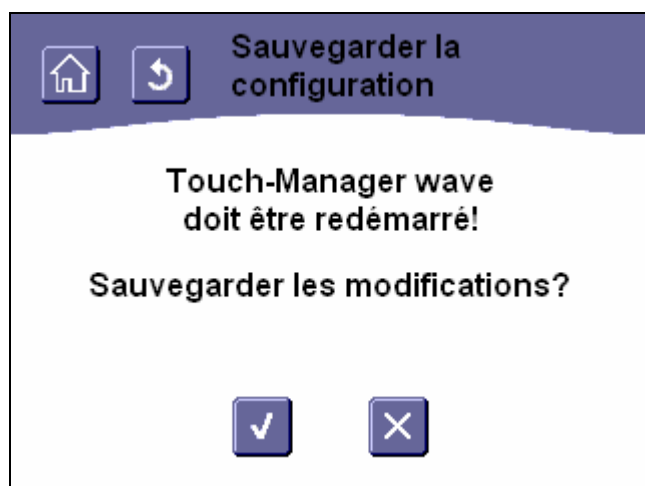 Sauvegarder la
configuration
Touch-Manager wave
doit être redémarré!
Sauvegarder les modifications?